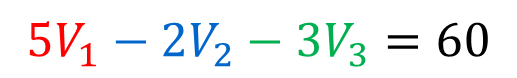 5V₁ − 2V₂ − 3V₃ = 60